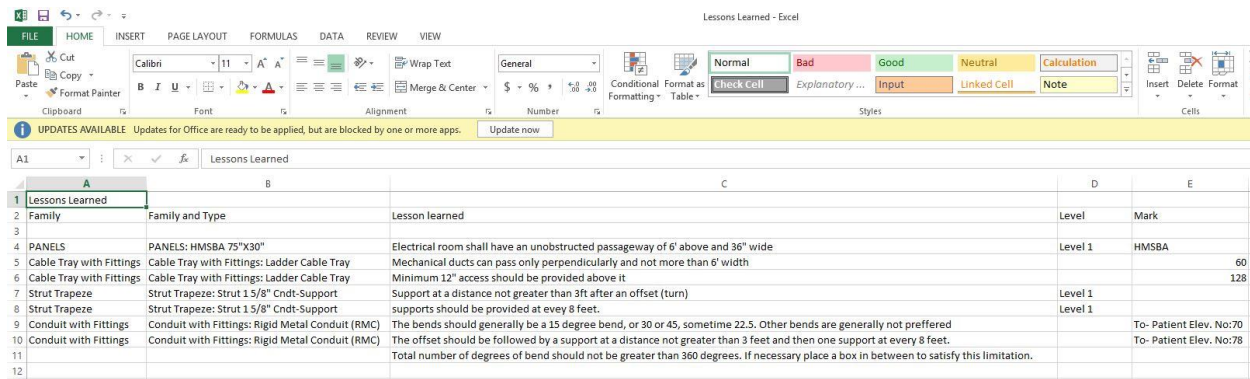 Lessons Learned - Excel
FILE HOME INSERT PAGE LAYOUT FORMULAS DATA REVIEW VIEW
Cut
Copy
Format Painter
Paste
Clipboard
Calibri 11
B I U
Font
Wrap Text
Merge & Center
Alignment
General
$ % ,
Number
Conditional Formatting
Format as Table
Normal Bad Good Neutral Calculation
Check Cell Explanatory ... Input Linked Cell Note
Styles
Insert Delete Format
Cells
UPDATES AVAILABLE Updates for Office are ready to be applied, but are blocked by one or more apps. Update now
A1 fx Lessons Learned
A B C D E
1 Lessons Learned
2 Family Family and Type Lesson learned Level Mark
3
4 PANELS PANELS: HMSBA 75"X30" Electrical room shall have an unobstructed passageway of 6' above and 36" wide Level 1 HMSBA
5 Cable Tray with Fittings Cable Tray with Fittings: Ladder Cable Tray Mechanical ducts can pass only perpendicularly and not more than 6' width 60
6 Cable Tray with Fittings Cable Tray with Fittings: Ladder Cable Tray Minimum 12" access should be provided above it 128
7 Strut Trapeze Strut Trapeze: Strut 1 5/8" Cndt-Support Support at a distance not greater than 3ft after an offset (turn) Level 1
8 Strut Trapeze Strut Trapeze: Strut 1 5/8" Cndt-Support supports should be provided at evey 8 feet. Level 1
9 Conduit with Fittings Conduit with Fittings: Rigid Metal Conduit (RMC) The bends should generally be a 15 degree bend, or 30 or 45, sometime 22.5. Other bends are generally not preffered To- Patient Elev. No:70
10 Conduit with Fittings Conduit with Fittings: Rigid Metal Conduit (RMC) The offset should be followed by a support at a distance not greater than 3 feet and then one support at every 8 feet. To- Patient Elev. No:78
11 Total number of degrees of bend should not be greater than 360 degrees. If necessary place a box in between to satisfy this limitation.
12